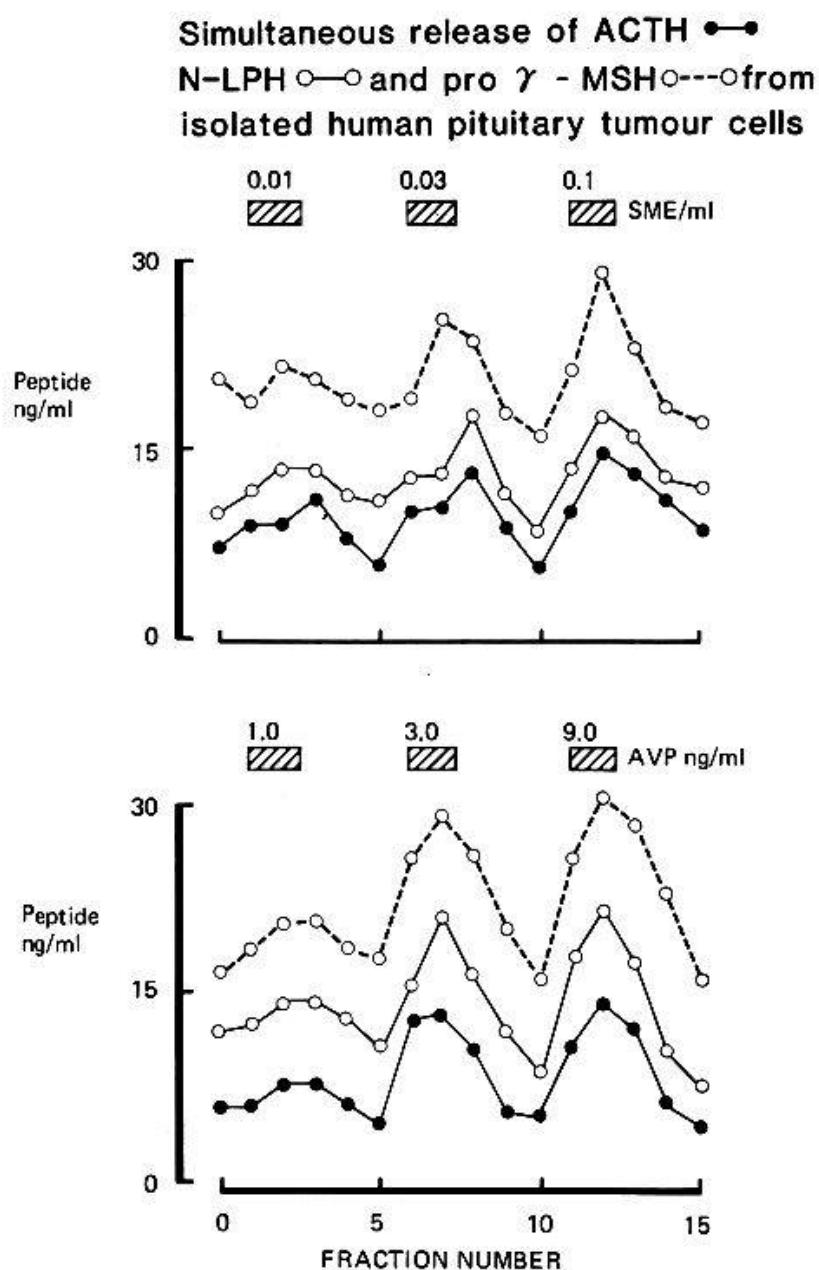 Simultaneous release of ACTH
N-LPH and pro γ - MSH from
isolated human pituitary tumour cells
0.01 0.03 0.1 SME/ml
30
Peptide
ng/ml
15
0
1.0 3.0 9.0 AVP ng/ml
30
Peptide
ng/ml
15
0
0 5 10 15
FRACTION NUMBER